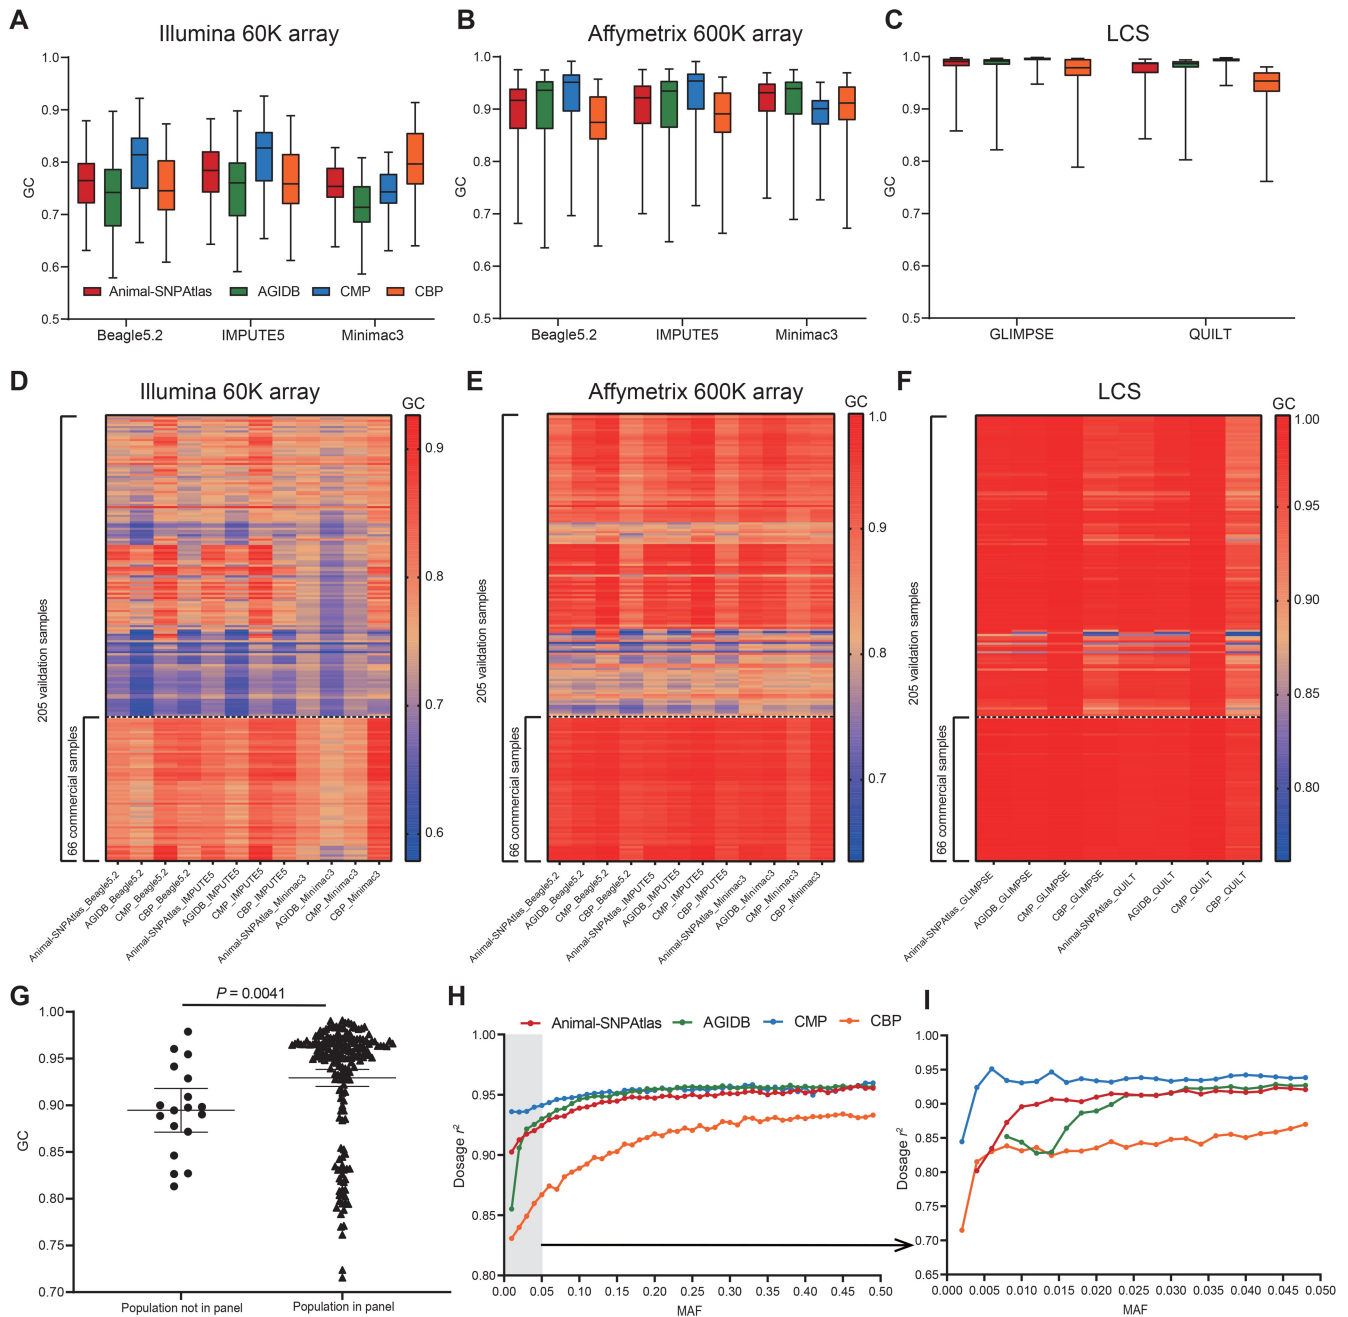 A
Illumina 60K array
1.0
0.9
0.8
0.7
0.6
0.5
GC
Animal-SNPAtlas
AGIDB
CMP
CBP
Beagle5.2
IMPUTE5
Minimac3
B
Affymetrix 600K array
1.0
0.9
0.8
0.7
0.6
0.5
GC
Beagle5.2
IMPUTE5
Minimac3
C
LCS
1.0
0.9
0.8
0.7
0.6
0.5
GC
GLIMPSE
QUILT
D
Illumina 60K array
GC
0.9
0.8
0.7
0.6
205 vaildation samples
66 commercial samples
Animal-SNPAtlas_Beagle5.2
AGIDB_Beagle5.2
CMP_Beagle5.2
CBP_Beagle5.2
Animal-SNPAtlas_IMPUTE5
AGIDB_IMPUTE5
CMP_IMPUTE5
CBP_IMPUTE5
Animal-SNPAtlas_Minimac3
AGIDB_Minimac3
CMP_Minimac3
CBP_Minimac3
E
Affymetrix 600K array
GC
1.0
0.9
0.8
0.7
205 vaildation samples
66 commercial samples
Animal-SNPAtlas_Beagle5.2
AGIDB_Beagle5.2
CMP_Beagle5.2
CBP_Beagle5.2
Animal-SNPAtlas_IMPUTE5
AGIDB_IMPUTE5
CMP_IMPUTE5
CBP_IMPUTE5
Animal-SNPAtlas_Minimac3
AGIDB_Minimac3
CMP_Minimac3
CBP_Minimac3
F
LCS
GC
1.00
0.95
0.90
0.85
0.80
205 vaildation samples
66 commercial samples
Animal-SNPAtlas_GLIMPSE
AGIDB_GLIMPSE
CMP_GLIMPSE
CBP_GLIMPSE
Animal-SNPAtlas_QUILT
AGIDB_QUILT
CMP_QUILT
CBP_QUILT
G
P = 0.0041
1.00
0.95
0.90
0.85
0.80
0.75
0.70
GC
Population not in panel
Population in panel
H
Animal-SNPAtlas
AGIDB
CMP
CBP
1.00
0.95
0.90
0.85
0.80
Dosage r²
0.00 0.05 0.10 0.15 0.20 0.25 0.30 0.35 0.40 0.45 0.50
MAF
I
1.00
0.95
0.90
0.85
0.80
0.75
0.70
0.65
Dosage r²
0.000 0.005 0.010 0.015 0.020 0.025 0.030 0.035 0.040 0.045 0.050
MAF